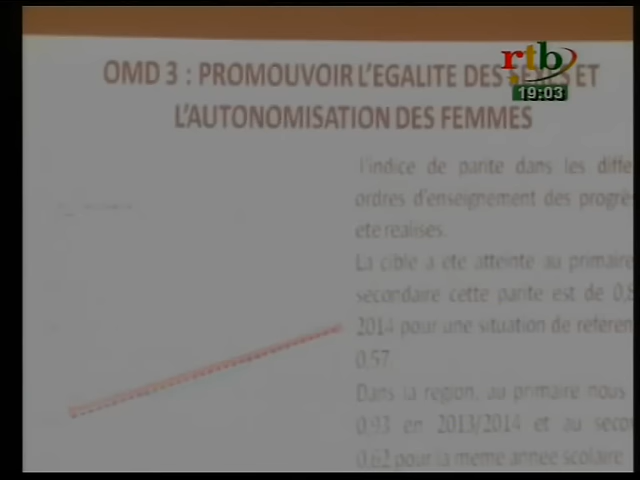 rtb
19:03
OMD 3 : PROMOUVOIR L'EGALITE DES SEXES ET
L'AUTONOMISATION DES FEMMES
l'indice de parite dans les diffe
ordres d'enseignement des progre
ete realises.
La cible a ete atteinte au primaire
secondaire cette parite est de 0,8
2014 pour une situation de referen
0,57.
Dans la region, au primaire nous
0,93 en 2013/2014 et au seco
0,62 pour la meme annee scolaire